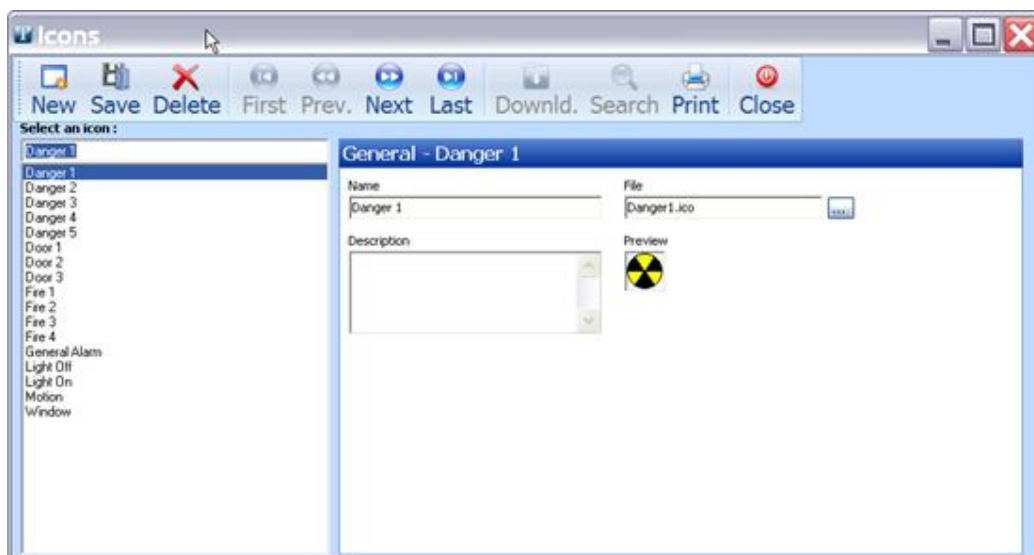 Icons
New Save Delete First Prev. Next Last Downld. Search Print Close
Select an icon :
Danger 1
Danger 1
Danger 2
Danger 3
Danger 4
Danger 5
Door 1
Door 2
Door 3
Fire 1
Fire 2
Fire 3
Fire 4
General Alarm
Light Off
Light On
Motion
Window
General - Danger 1
Name
Danger 1
File
Danger1.ico
...
Description
Preview